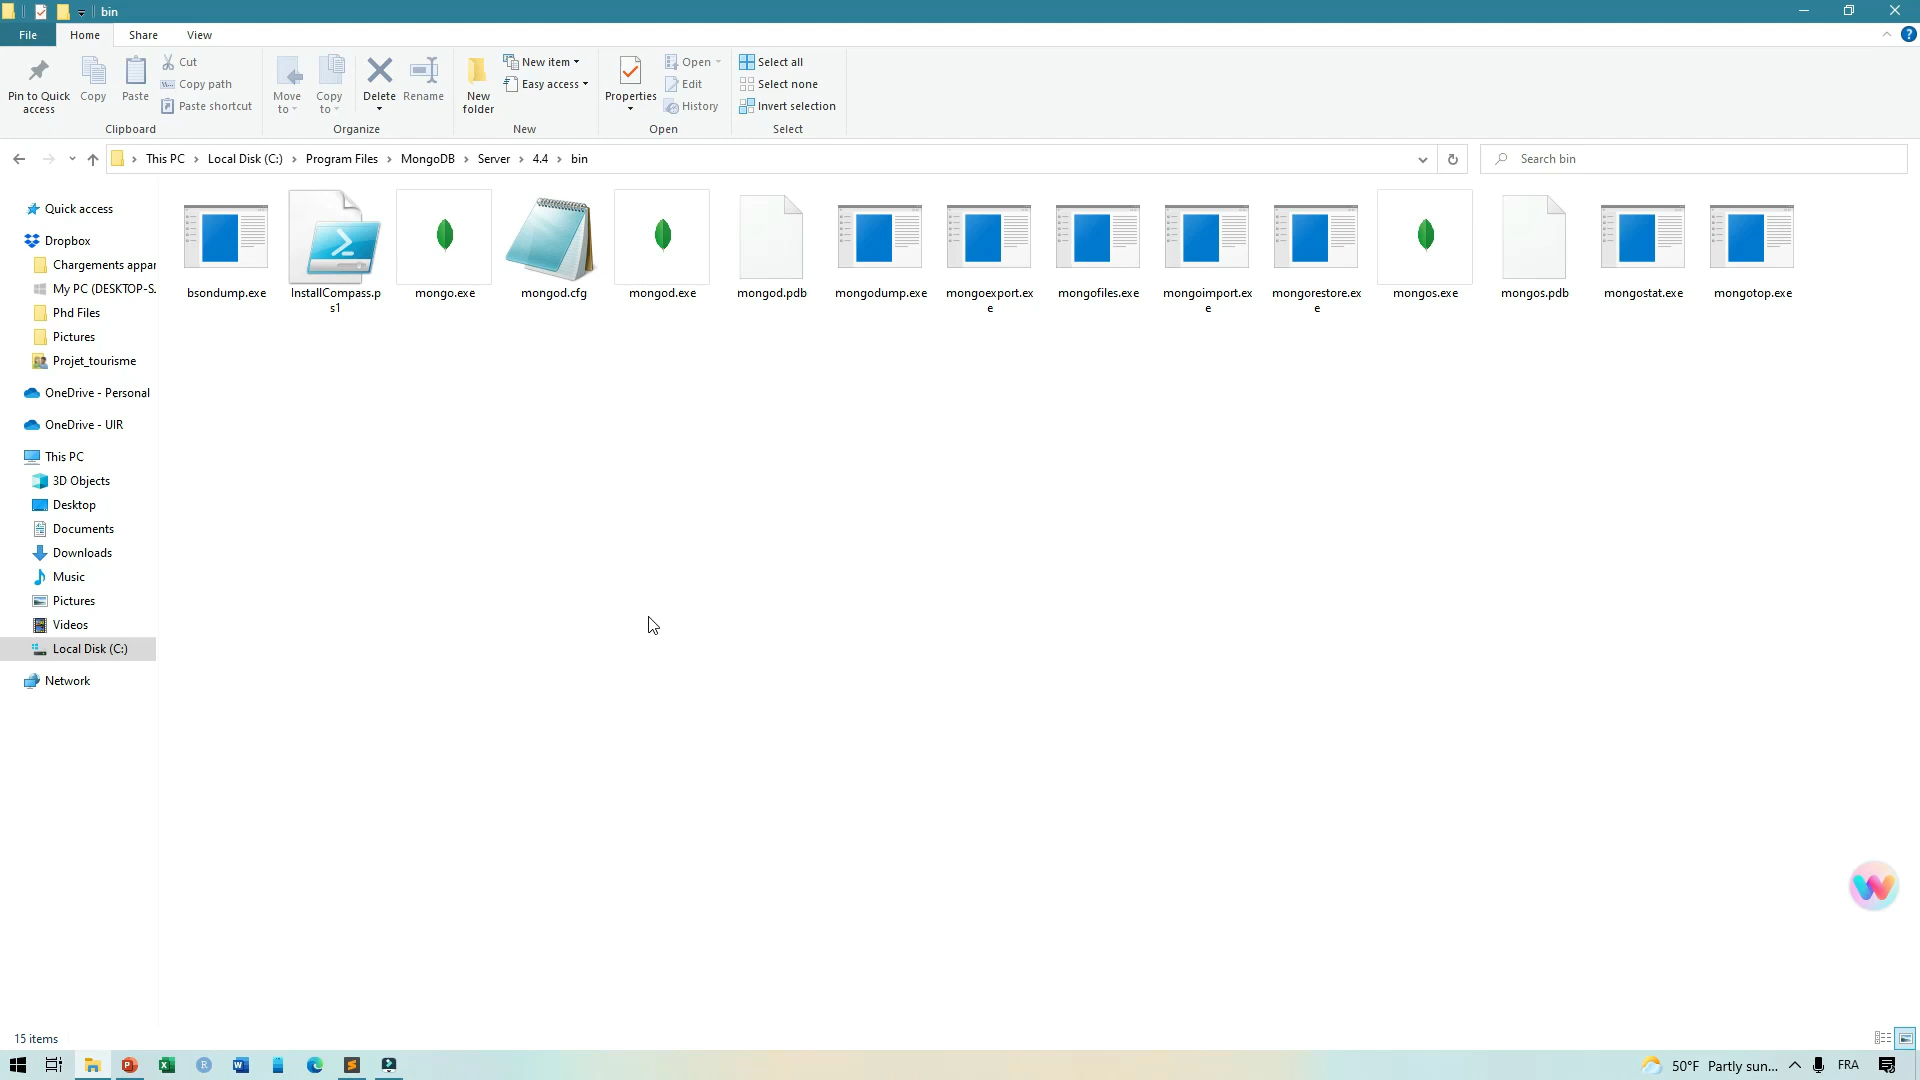 bin
File Home Share View
Pin to Quick access
Copy
Paste
Cut
Copy path
Paste shortcut
Clipboard
Move to
Copy to
Delete
Rename
Organize
New folder
New item
Easy access
New
Properties
Open
Edit
History
Open
Select all
Select none
Invert selection
Select
This PC > Local Disk (C:) > Program Files > MongoDB > Server > 4.4 > bin
Search bin
Quick access
Dropbox
Chargements appar
My PC (DESKTOP-S.
Phd Files
Pictures
Projet_tourisme
OneDrive - Personal
OneDrive - UIR
This PC
3D Objects
Desktop
Documents
Downloads
Music
Pictures
Videos
Local Disk (C:)
Network
bsondump.exe
InstallCompass.p
s1
mongo.exe
mongod.cfg
mongod.exe
mongod.pdb
mongodump.exe
mongoexport.ex
e
mongofiles.exe
mongoimport.ex
e
mongorestore.ex
e
mongos.exe
mongos.pdb
mongostat.exe
mongotop.exe
15 items
50°F Partly sun... FRA